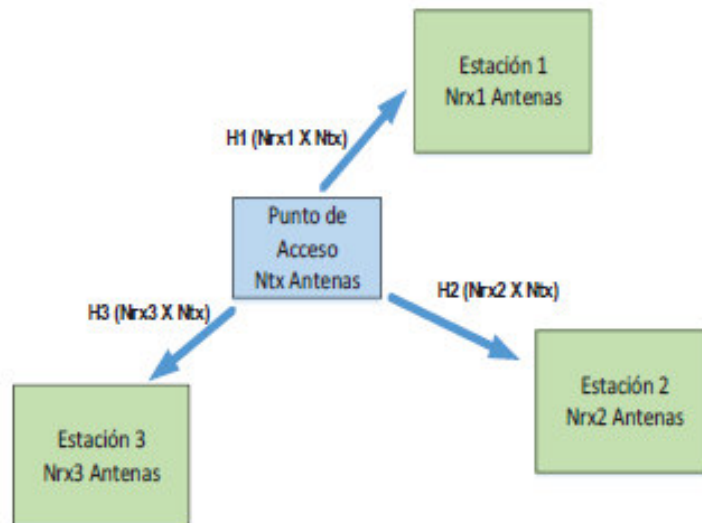 Estación 1
Nrx1 Antenas
H1 (Nrx1 X Ntx)
Punto de
Acceso
Ntx Antenas
H2 (Nrx2 X Ntx)
H3 (Nrx3 X Ntx)
Estación 2
Nrx2 Antenas
Estación 3
Nrx3 Antenas